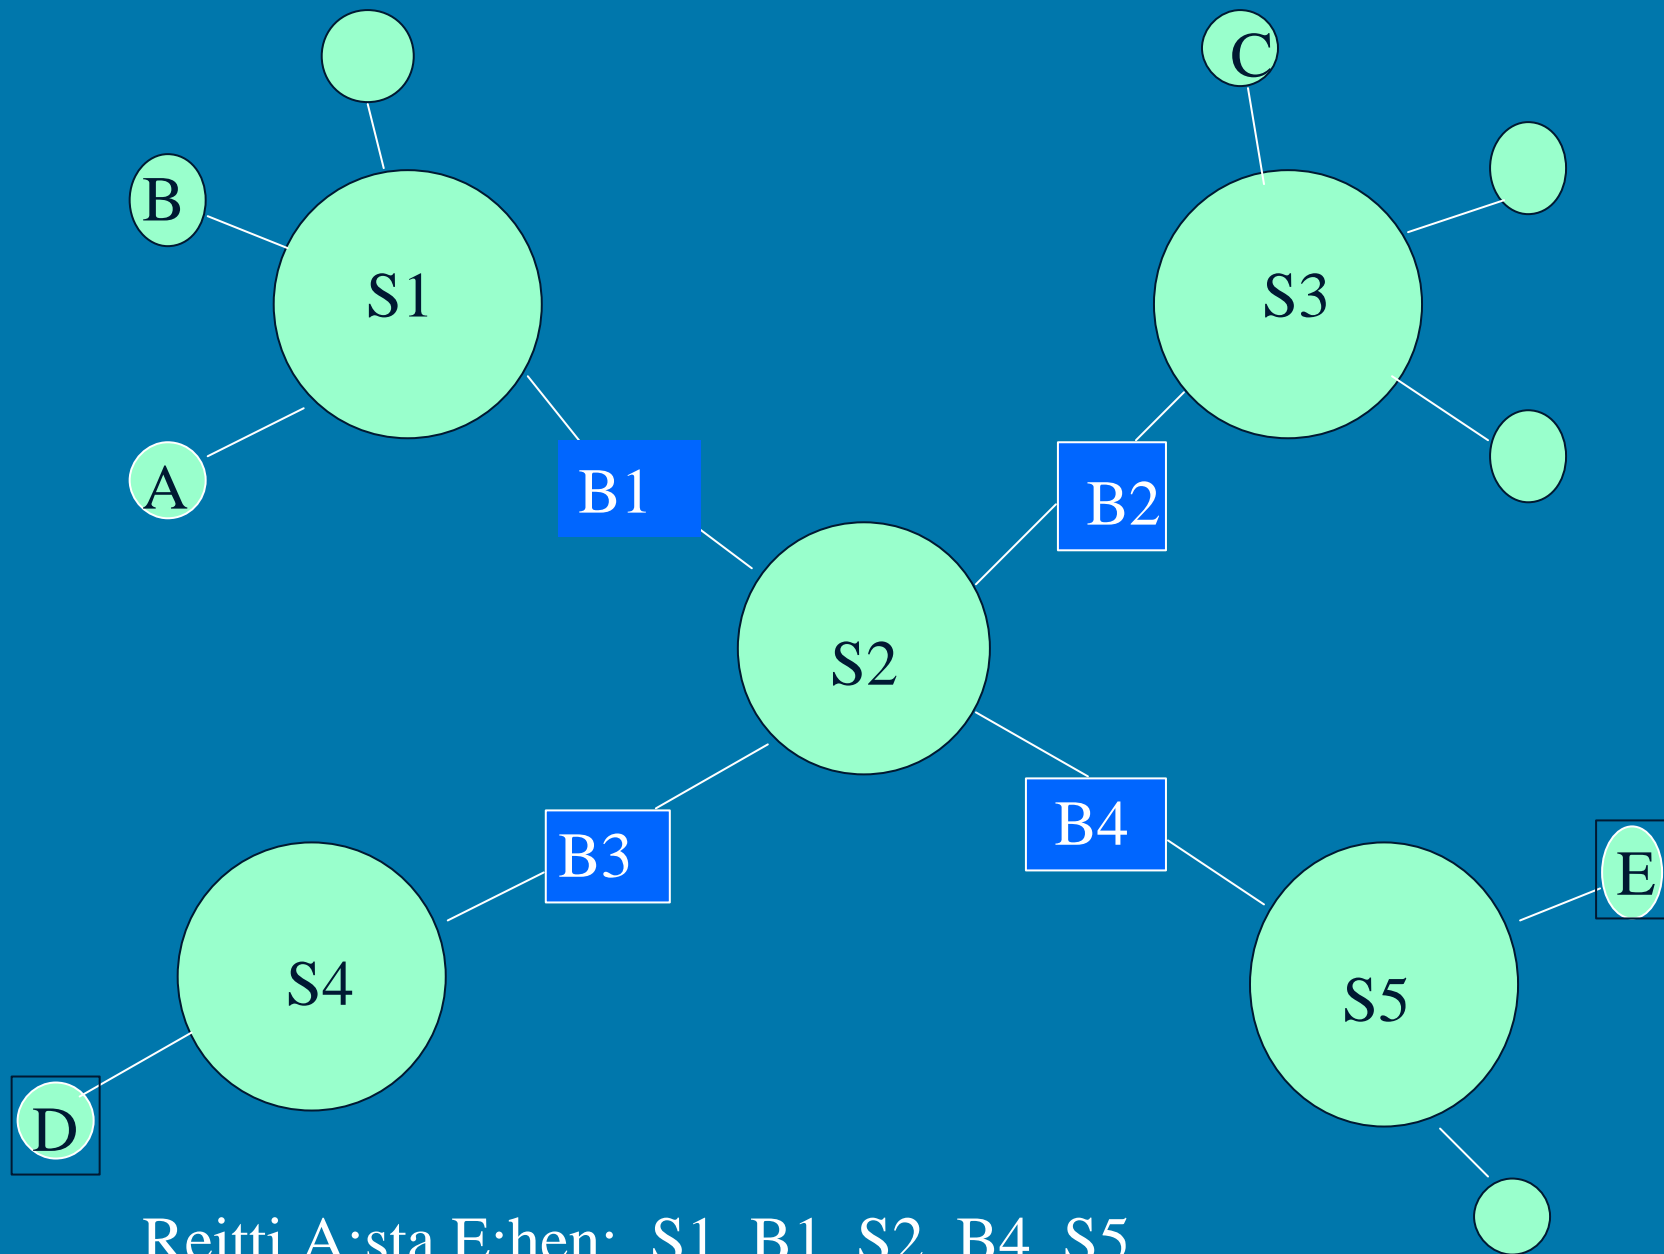 C
B
S1
S3
A
B1
B2
S2
B4
B3
E
S4
S5
D
Reitti A:sta E:hen: S1 B1 S2 B4 S5